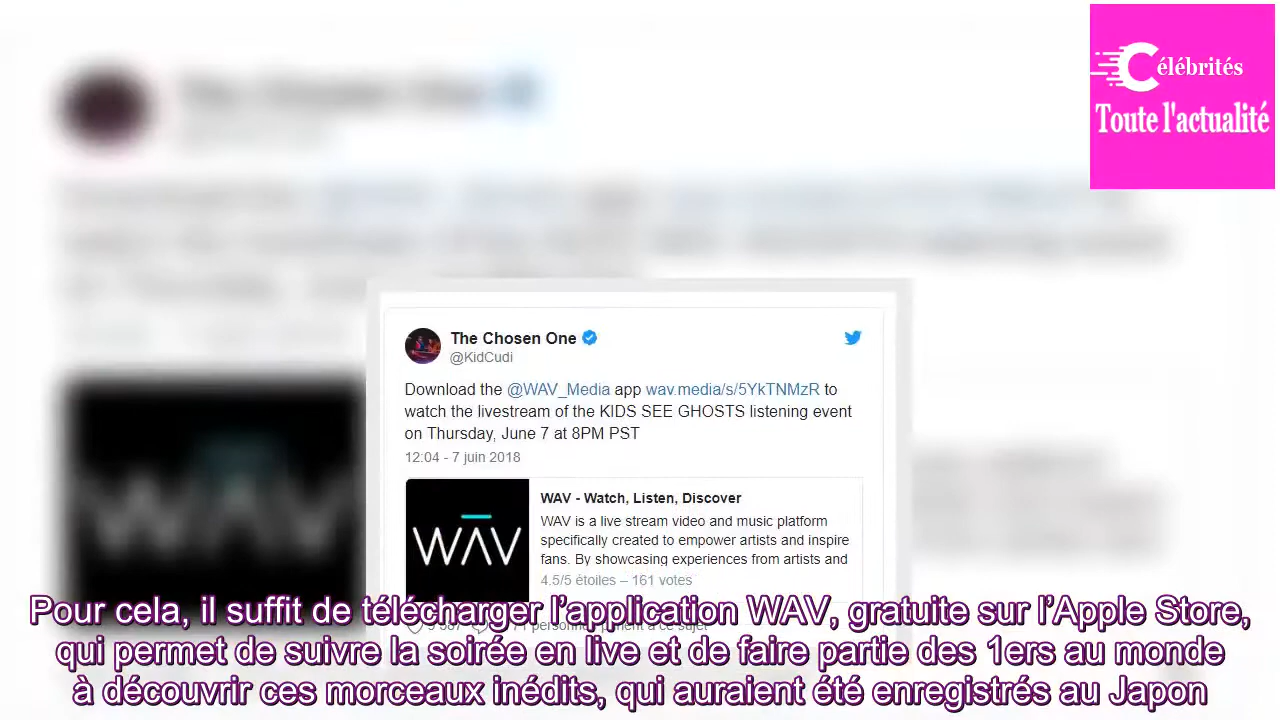 Célébrités
Toute l'actualité
The Chosen One
@KidCudi
Download the @WAV_Media app wav.media/s/5YkTNMzR to
watch the livestream of the KIDS SEE GHOSTS listening event
on Thursday, June 7 at 8PM PST
12:04 - 7 juin 2018
WAV
WAV - Watch, Listen, Discover
WAV is a live stream video and music platform
specifically created to empower artists and inspire
fans. By showcasing experiences from artists and
4.5/5 étoiles – 161 votes
Pour cela, il suffit de télécharger l’application WAV, gratuite sur l’Apple Store,
qui permet de suivre la soirée en live et de faire partie des 1ers au monde
à découvrir ces morceaux inédits, qui auraient été enregistrés au Japon